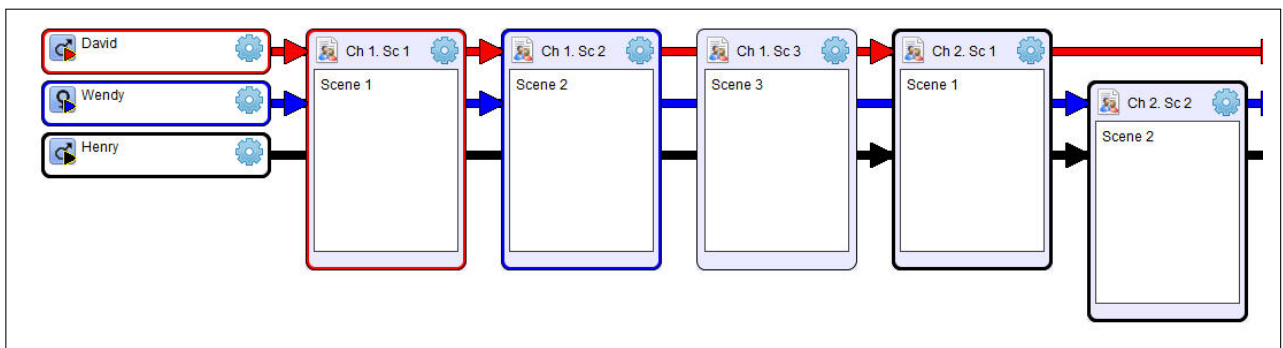 David
Wendy
Henry
Ch 1. Sc 1
Scene 1
Ch 1. Sc 2
Scene 2
Ch 1. Sc 3
Scene 3
Ch 2. Sc 1
Scene 1
Ch 2. Sc 2
Scene 2